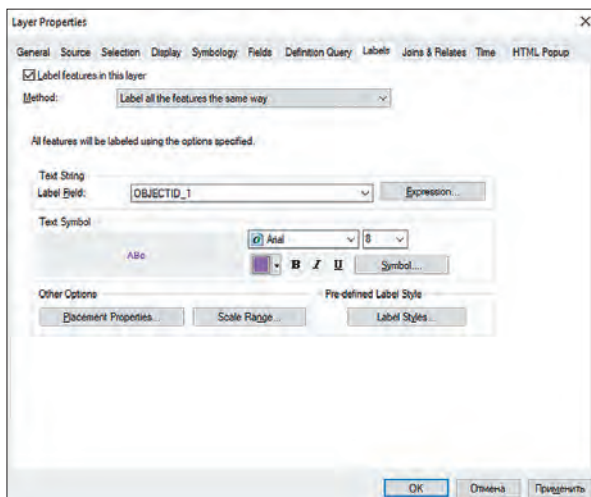 Layer Properties
General Source Selection Display Symbology Fields Definition Query Labels Joins & Relates Time HTML Popup
Label features in this layer
Method: Label all the features the same way
All features will be labeled using the options specified.
Text String
Label Field: OBJECTID_1 Expression...
Text Symbol
ABC
Arial 8
B I U Symbol...
Other Options Pre-defined Label Style
Placement Properties... Scale Range... Label Styles...
OK Отмена Применить